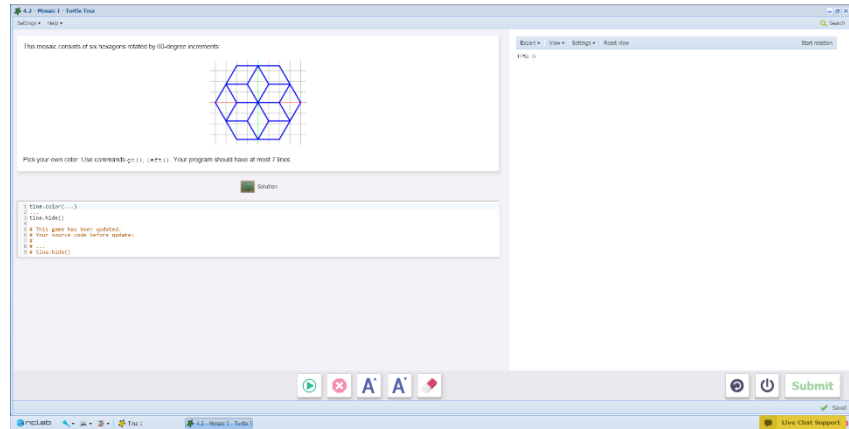 4.2 - Mosaic I - Turtle Tina
Settings Help
Search
This mosaic consists of six hexagons rotated by 60-degree increments:
Pick your own color. Use commands go(), left(). Your program should have at most 7 lines
Solution
1 tina.color(...)
2 ...
3 tina.hide()
4
5 # This game has been updated.
6 # Your source code before update:
7 #
8 # ...
9 # tina.hide()
Export View Settings Reset view
Start rotation
FPS: 0
A+ A-
Submit
Saved
nclab
4.2 - Mosaic I - Turtle T
Live Chat Support